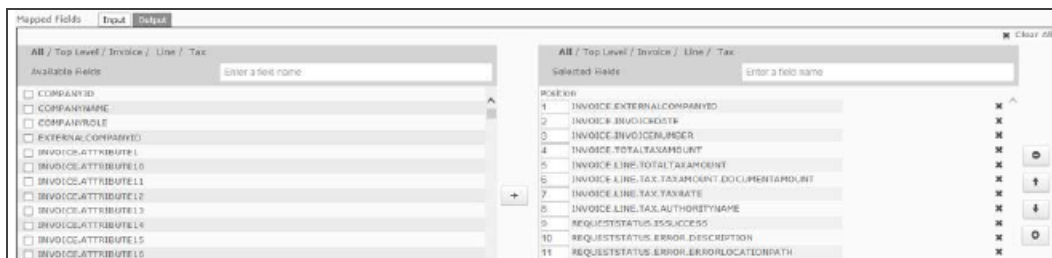 Mapped Fields Input Output
Clear All
All / Top Level / Invoice / Line / Tax
Available Fields Enter a field name
COMPANYID
COMPANYNAME
COMPANYROLE
EXTERNALCOMPANYID
INVOICE.ATTRIBUTE1
INVOICE.ATTRIBUTE10
INVOICE.ATTRIBUTE11
INVOICE.ATTRIBUTE12
INVOICE.ATTRIBUTE13
INVOICE.ATTRIBUTE14
INVOICE.ATTRIBUTE15
INVOICE.ATTRIBUTE16
All / Top Level / Invoice / Line / Tax
Selected Fields Enter a field name
Position
1 INVOICE.EXTERNALCOMPANYID
2 INVOICE.INVOICEDATE
3 INVOICE.INVOICENUMBER
4 INVOICE.TOTALTAXAMOUNT
5 INVOICE.LINE.TOTALTAXAMOUNT
6 INVOICE.LINE.TAX.TAXAMOUNT.DOCUMENTAMOUNT
7 INVOICE.LINE.TAX.TAXRATE
8 INVOICE.LINE.TAX.AUTHORITYNAME
9 REQUESTSTATUS.ISSUCCESS
10 REQUESTSTATUS.ERROR.DESCRIPTION
11 REQUESTSTATUS.ERROR.ERRORLOCATIONPATH